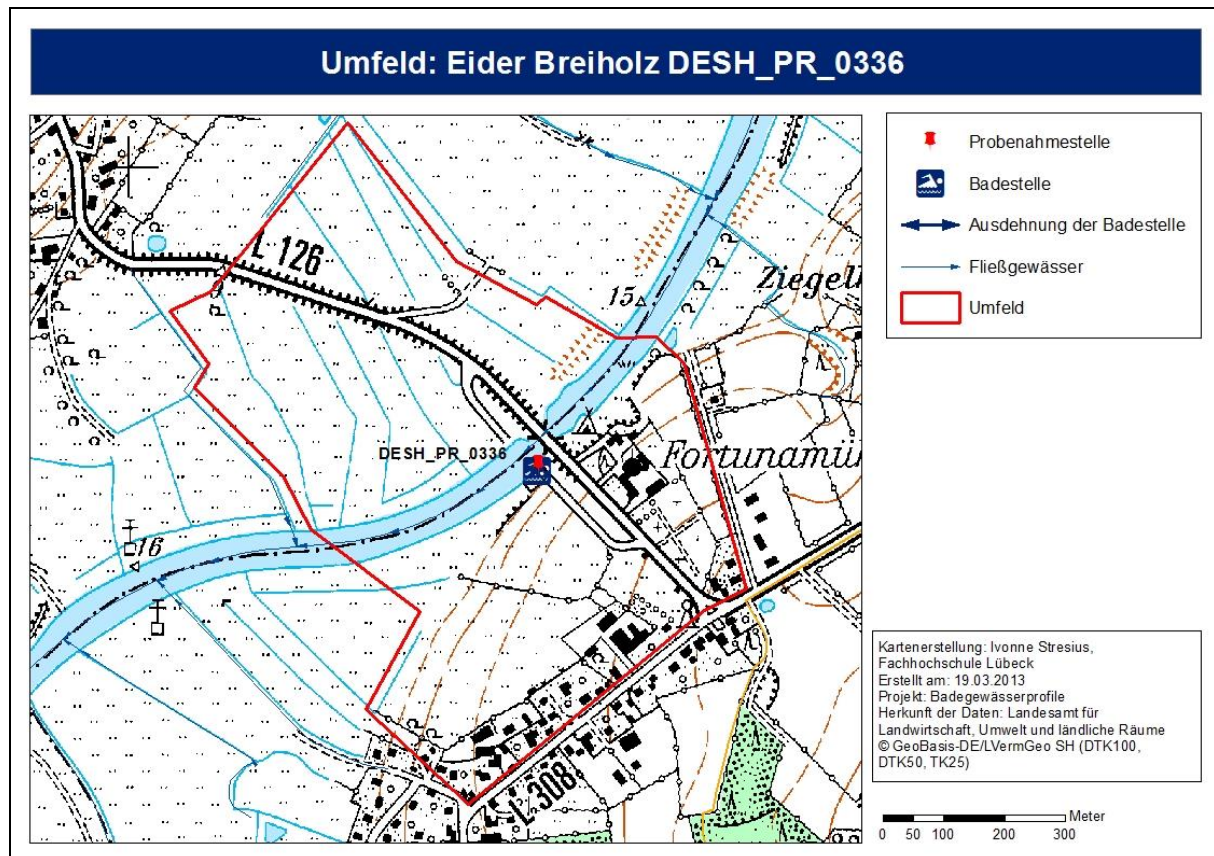 Umfeld: Eider Breiholz DESH_PR_0336
L 126
15
Ziegel
DESH_PR_0336
Fortunamü
16
L 308
Probenahmestelle
Badestelle
Ausdehnung der Badestelle
Fließgewässer
Umfeld
Kartenerstellung: Ivonne Stresius,
Fachhochschule Lübeck
Erstellt am: 19.03.2013
Projekt: Badegewässerprofile
Herkunft der Daten: Landesamt für
Landwirtschaft, Umwelt und ländliche Räume
© GeoBasis-DE/LVermGeo SH (DTK100,
DTK50, TK25)
Meter
0 50 100 200 300